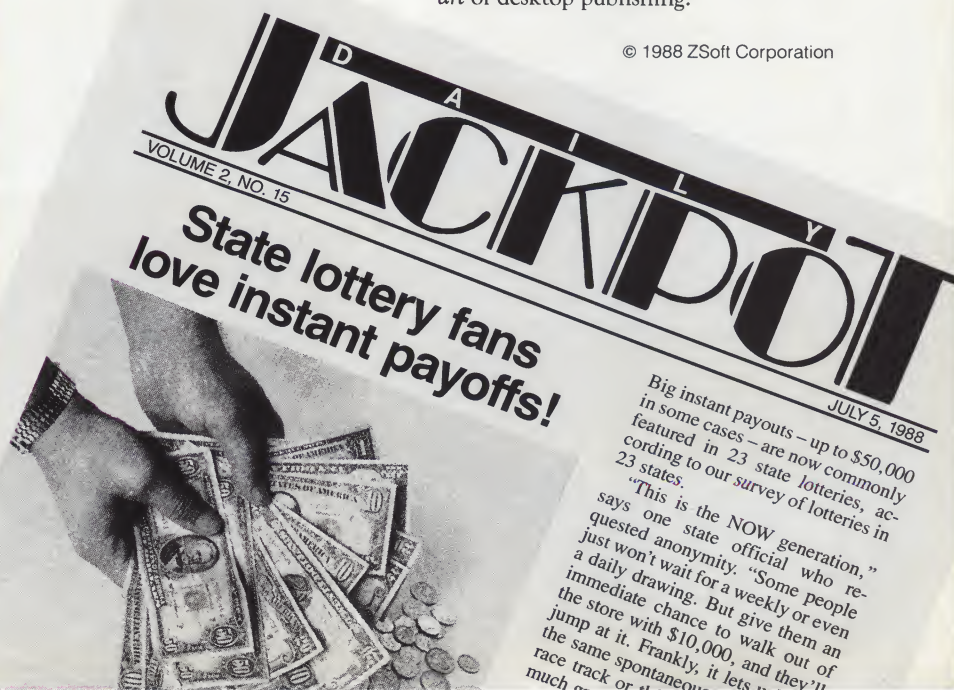 art of desktop publishing.
© 1988 ZSoft Corporation
DAILY
JACKPOT
VOLUME 2, NO. 15
JULY 5, 1988
State lottery fans
love instant payoffs!
Big instant payouts – up to $50,000
in some cases – are now commonly
featured in 23 state lotteries, ac-
cording to our survey of lotteries in
23 states.
“This is the NOW generation,”
says one state official who re-
quested anonymity. “Some people
just won't wait for a weekly or even
a daily drawing. But give them an
immediate chance to walk out of
the store with $10,000, and they'll
jump at it. Frankly, it lets
the same spontaneous
race track or
much